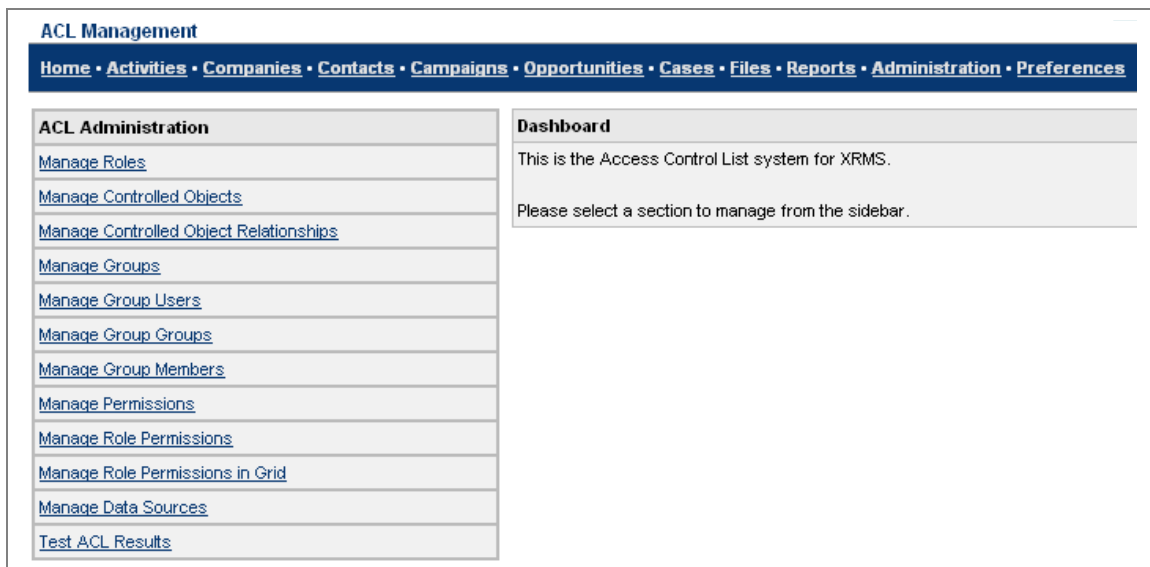 ACL Management
Home • Activities • Companies • Contacts • Campaigns • Opportunities • Cases • Files • Reports • Administration • Preferences
ACL Administration
Manage Roles
Manage Controlled Objects
Manage Controlled Object Relationships
Manage Groups
Manage Group Users
Manage Group Groups
Manage Group Members
Manage Permissions
Manage Role Permissions
Manage Role Permissions in Grid
Manage Data Sources
Test ACL Results
Dashboard
This is the Access Control List system for XRMS.
Please select a section to manage from the sidebar.